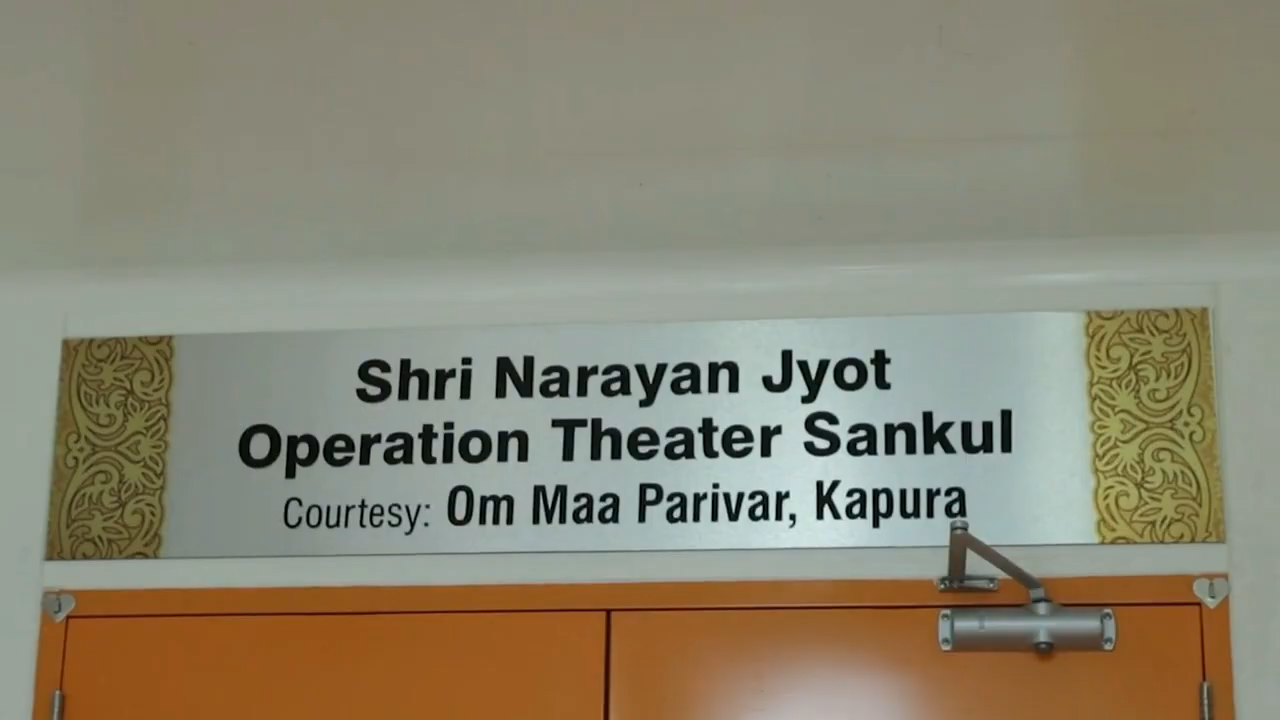 Shri Narayan Jyot
Operation Theater Sankul
Courtesy: Om Maa Parivar, Kapura